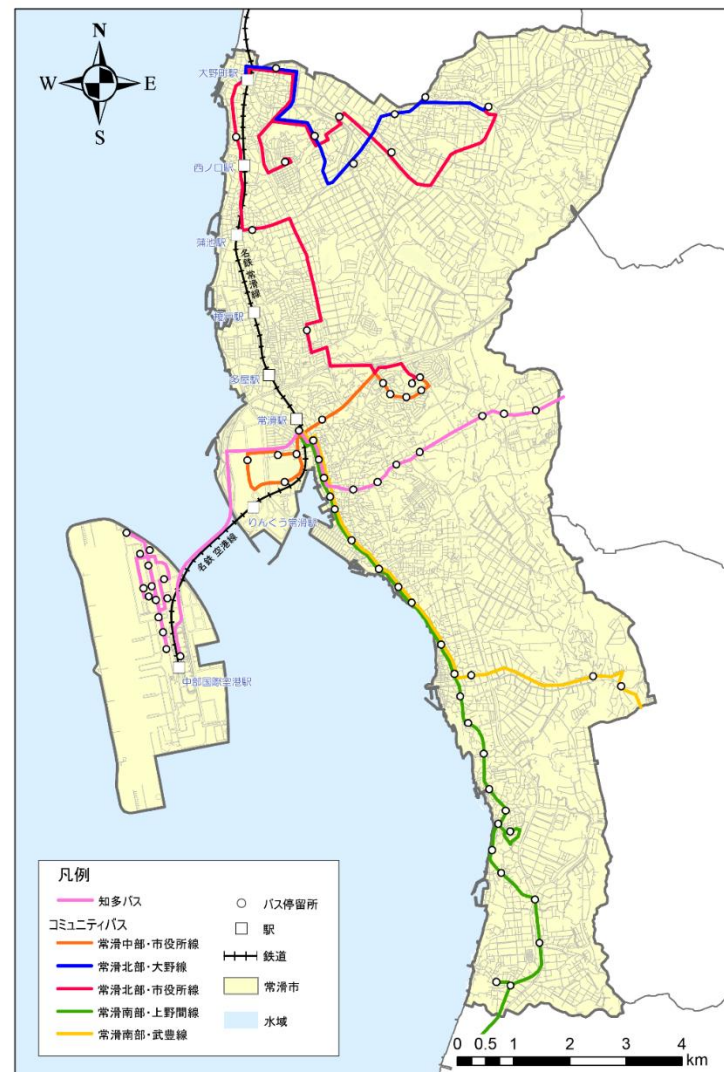 N
W
E
S
大野町駅
西ノ口駅
蒲池駅
名鉄 常滑線
榎戸駅
多屋駅
常滑駅
りんくう常滑駅
名鉄 空港線
中部国際空港駅
凡例
知多バス
コミュニティバス
常滑中部・市役所線
常滑北部・大野線
常滑北部・市役所線
常滑南部・上野間線
常滑南部・武豊線
バス停留所
駅
鉄道
常滑市
水域
0 0.5 1 2 3 4
km